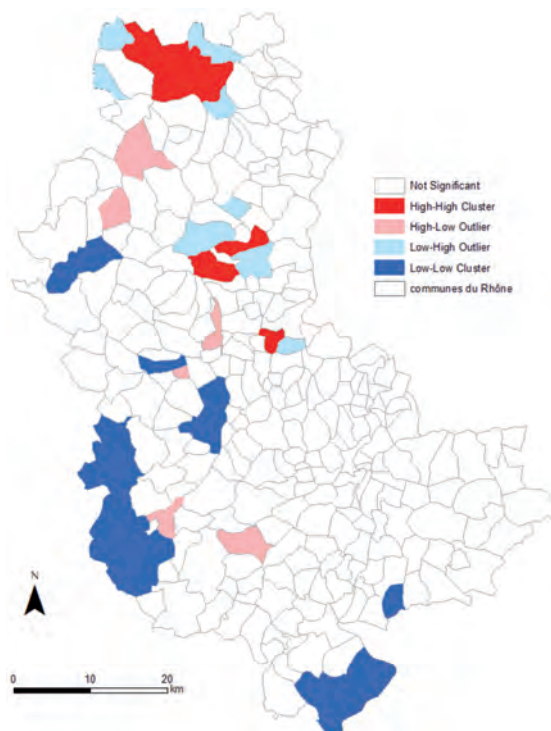 Not Significant
High-High Cluster
High-Low Outlier
Low-High Outlier
Low-Low Cluster
communes du Rhône
N
0 10 20
km